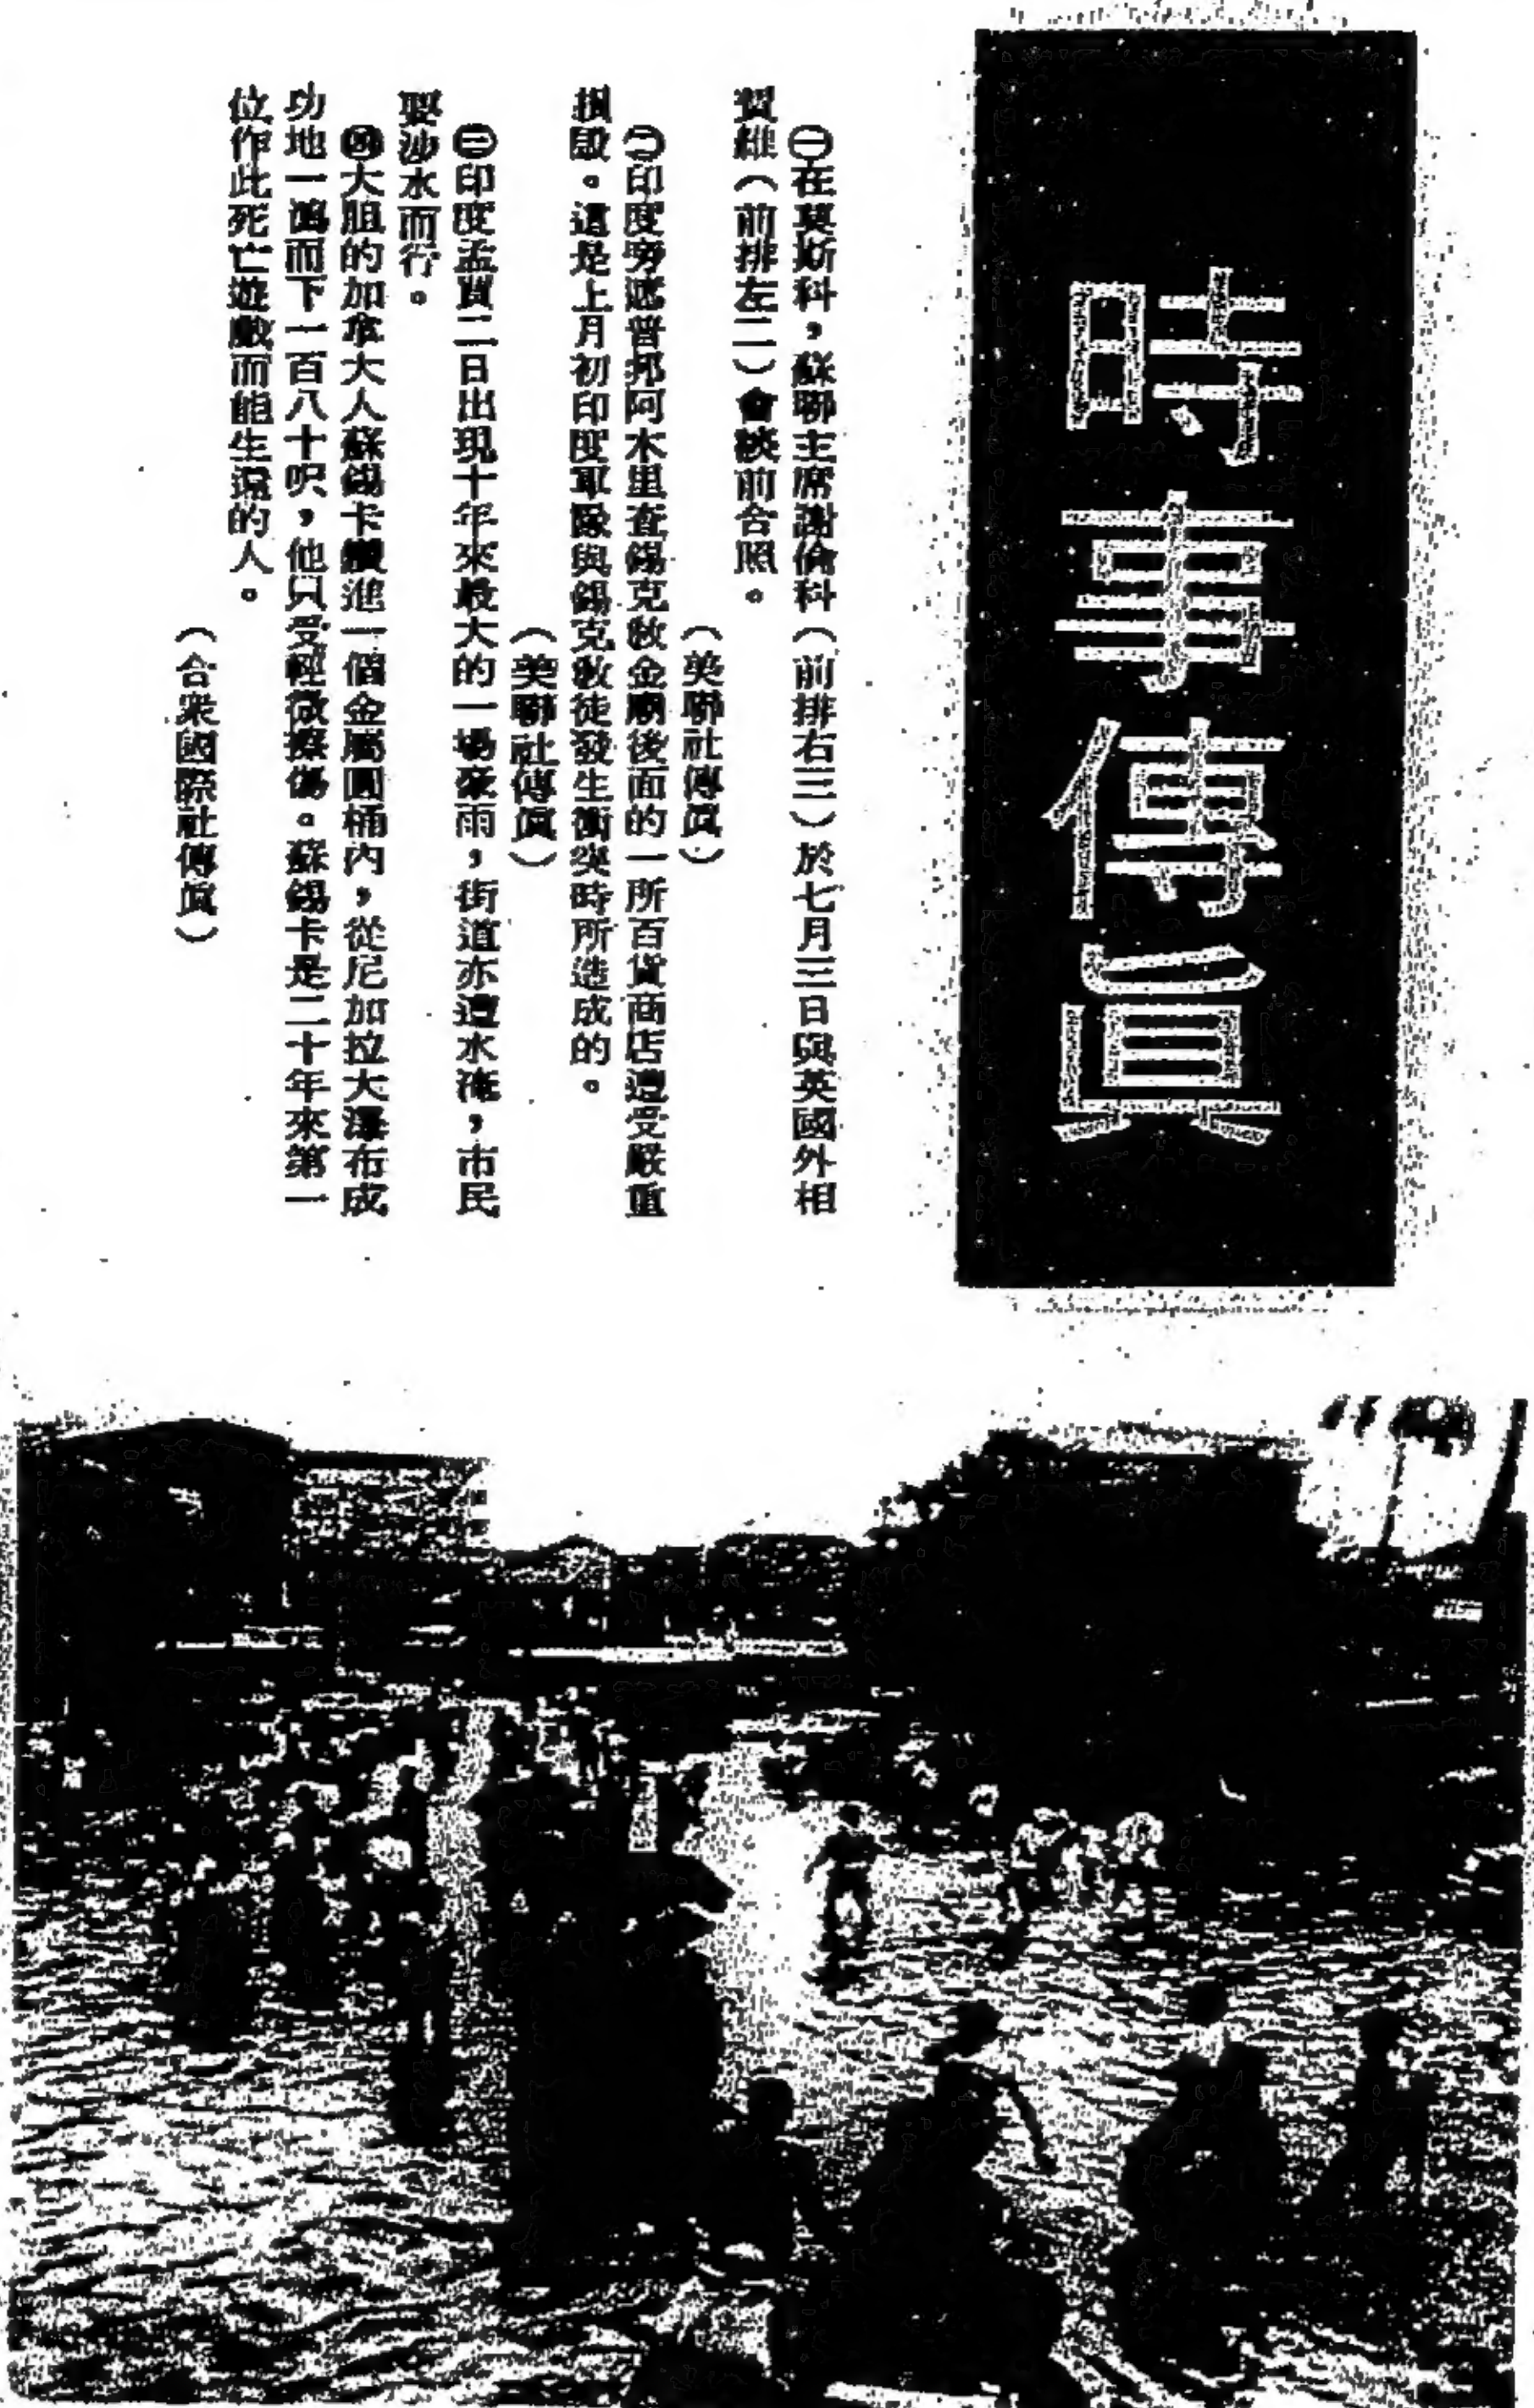 時事傳真
㊀在莫斯科，蘇聯主席謝倫科（前排右三）於七月三日與英國外相
賀維（前排左二）會談前合照。
（美聯社傳真）
㊁印度旁遮普邦阿木里查錫克教金廟後面的一所百貨商店遭受嚴重
損毀。這是上月初印度軍隊與錫克教徒發生衝突時所造成的。
（美聯社傳真）
㊂印度孟買二日出現十年來最大的一場豪雨，街道亦遭水淹，市民
要涉水而行。
㊃大胆的加拿大人蘇錫卡鑽進一個金屬圓桶內，從尼加拉大瀑布成
功地一瀉而下一百八十呎，他只受輕微擦傷。蘇錫卡是二十年來第一
位作此死亡遊戲而能生還的人。
（合衆國際社傳真）